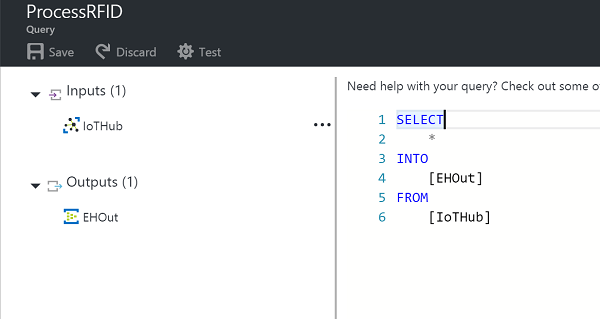 ProcessRFID
Query
Save Discard Test
Inputs (1)
IoTHub
...
Outputs (1)
EHOut
Need help with your query? Check out some o
1 SELECT
2 *
3 INTO
4 [EHOut]
5 FROM
6 [IoTHub]